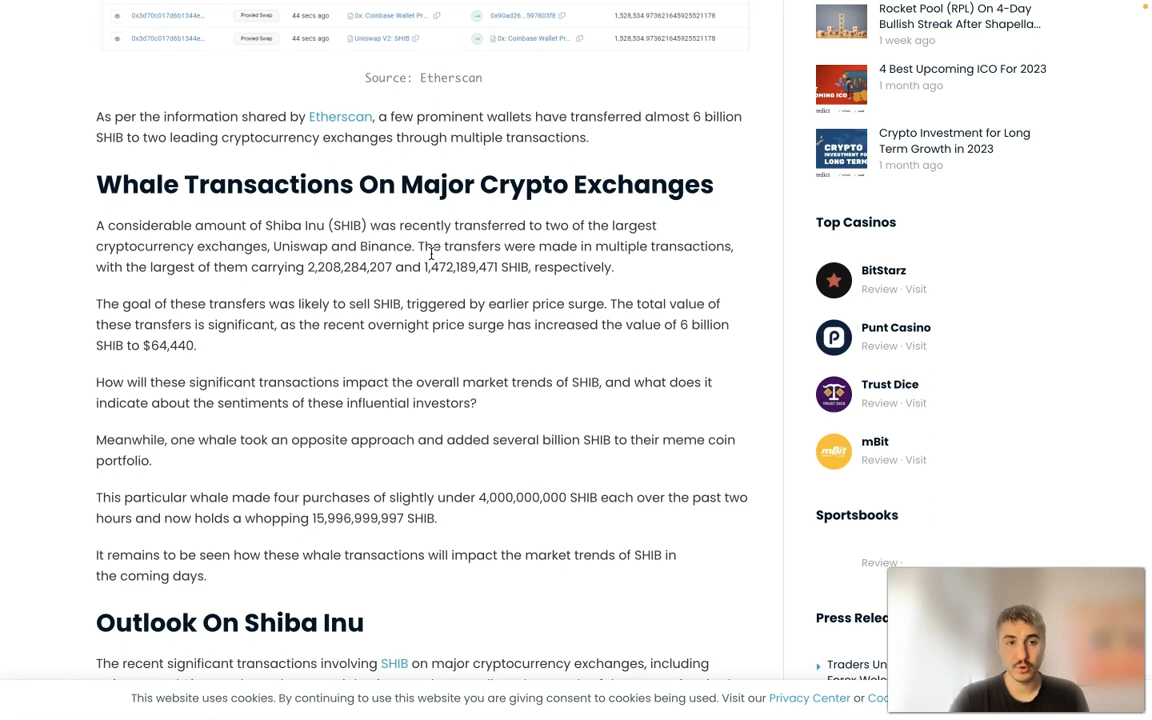 0x3d70c017d6b1344e...
Proxied Swap
44 secs ago
0x: Coinbase Wallet Pr...
0x90ad26...597803f8
1,528,534.973621645925521178
0x3d70c017d6b1344e...
Proxied Swap
44 secs ago
Uniswap V2: SHIB
0x: Coinbase Wallet Pr...
1,528,534.973621645925521178
Source: Etherscan
As per the information shared by Etherscan, a few prominent wallets have transferred almost 6 billion
SHIB to two leading cryptocurrency exchanges through multiple transactions.
Whale Transactions On Major Crypto Exchanges
A considerable amount of Shiba Inu (SHIB) was recently transferred to two of the largest
cryptocurrency exchanges, Uniswap and Binance. The transfers were made in multiple transactions,
with the largest of them carrying 2,208,284,207 and 1,472,189,471 SHIB, respectively.
The goal of these transfers was likely to sell SHIB, triggered by earlier price surge. The total value of
these transfers is significant, as the recent overnight price surge has increased the value of 6 billion
SHIB to $64,440.
How will these significant transactions impact the overall market trends of SHIB, and what does it
indicate about the sentiments of these influential investors?
Meanwhile, one whale took an opposite approach and added several billion SHIB to their meme coin
portfolio.
This particular whale made four purchases of slightly under 4,000,000,000 SHIB each over the past two
hours and now holds a whopping 15,996,999,997 SHIB.
It remains to be seen how these whale transactions will impact the market trends of SHIB in
the coming days.
Outlook On Shiba Inu
The recent significant transactions involving SHIB on major cryptocurrency exchanges, including
Rocket Pool (RPL) On 4-Day
Bullish Streak After Shapella...
1 week ago
OMING ICO
4 Best Upcoming ICO For 2023
1 month ago
CRYPTO
INVESTMENT FO
LONG TERM
Crypto Investment for Long
Term Growth in 2023
1 month ago
Top Casinos
BitStarz
Review · Visit
Punt Casino
Review · Visit
TRUST DICE
Trust Dice
Review · Visit
mBit
mBit
Review · Visit
Sportsbooks
Review ·
Press Relea
Traders Un
Forex Welo
This website uses cookies. By continuing to use this website you are giving consent to cookies being used. Visit our Privacy Center or Coo